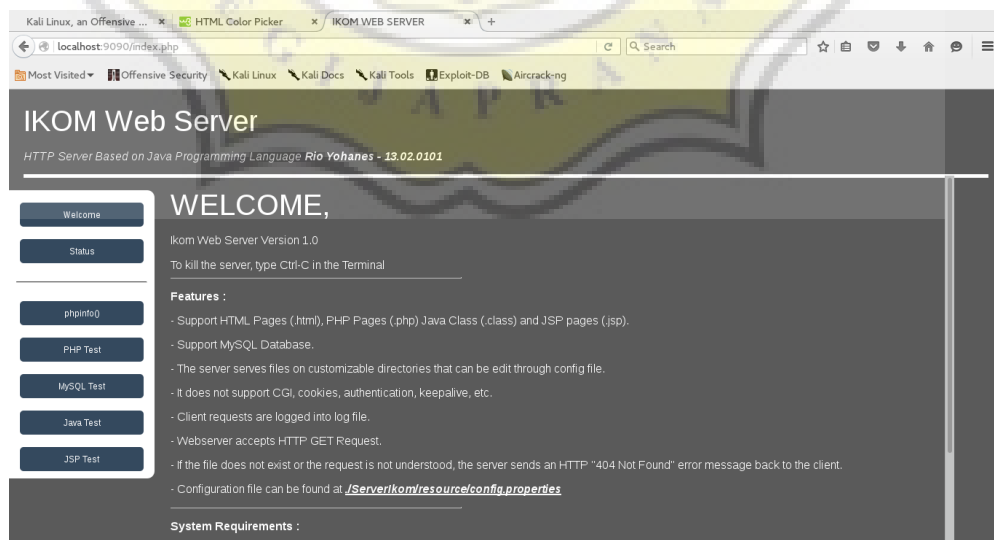 Kali Linux, an Offensive ... × HTML Color Picker × IKOM WEB SERVER × +
localhost:9090/index.php Search
Most Visited Offensive Security Kali Linux Kali Docs Kali Tools Exploit-DB Aircrack-ng
J A P R A
IKOM Web Server
HTTP Server Based on Java Programming Language Rio Yohanes - 13.02.0101
Welcome
Status
phpinfo()
PHP Test
MySQL Test
Java Test
JSP Test
WELCOME,
Ikom Web Server Version 1.0
To kill the server, type Ctrl-C in the Terminal
Features :
- Support HTML Pages (.html), PHP Pages (.php) Java Class (.class) and JSP pages (.jsp).
- Support MySQL Database.
- The server serves files on customizable directories that can be edit through config file.
- It does not support CGI, cookies, authentication, keepalive, etc.
- Client requests are logged into log file.
- Webserver accepts HTTP GET Request.
- If the file does not exist or the request is not understood, the server sends an HTTP "404 Not Found" error message back to the client.
- Configuration file can be found at ./ServerIkom/resource/config.properties
System Requirements :